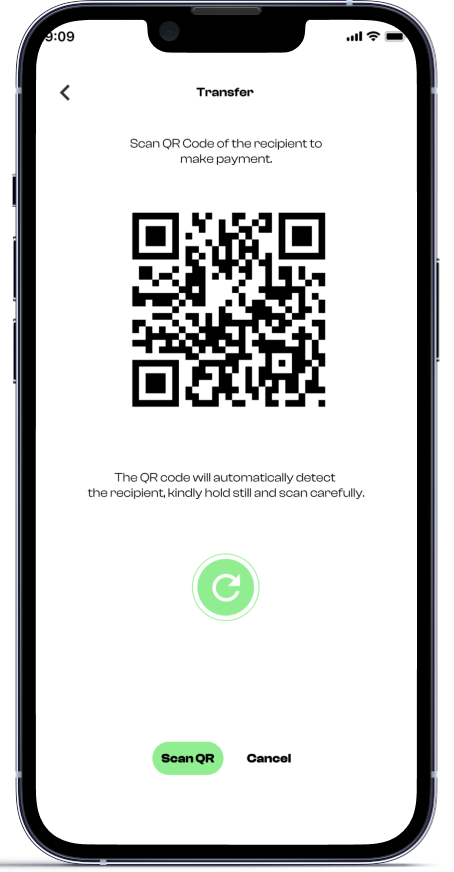 9:09
Transfer
Scan QR Code of the recipient to
make payment.
The QR code will automatically detect
the recipient, kindly hold still and scan carefully.
Scan QR
Cancel